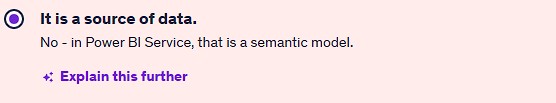 It is a source of data.
No - in Power BI Service, that is a semantic model.
Explain this further